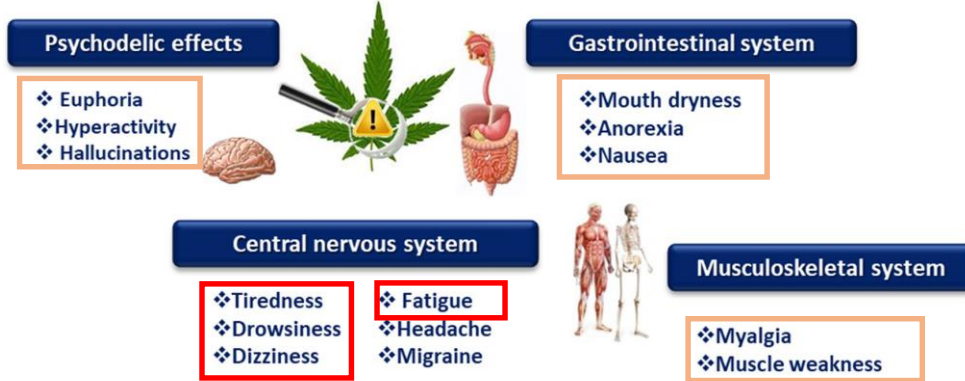 Psychodelic effects
❖ Euphoria
❖Hyperactivity
❖ Hallucinations
Gastrointestinal system
❖Mouth dryness
❖Anorexia
❖Nausea
Central nervous system
❖Tiredness
❖Drowsiness
❖Dizziness
❖ Fatigue
❖Headache
❖Migraine
Musculoskeletal system
❖Myalgia
❖Muscle weakness